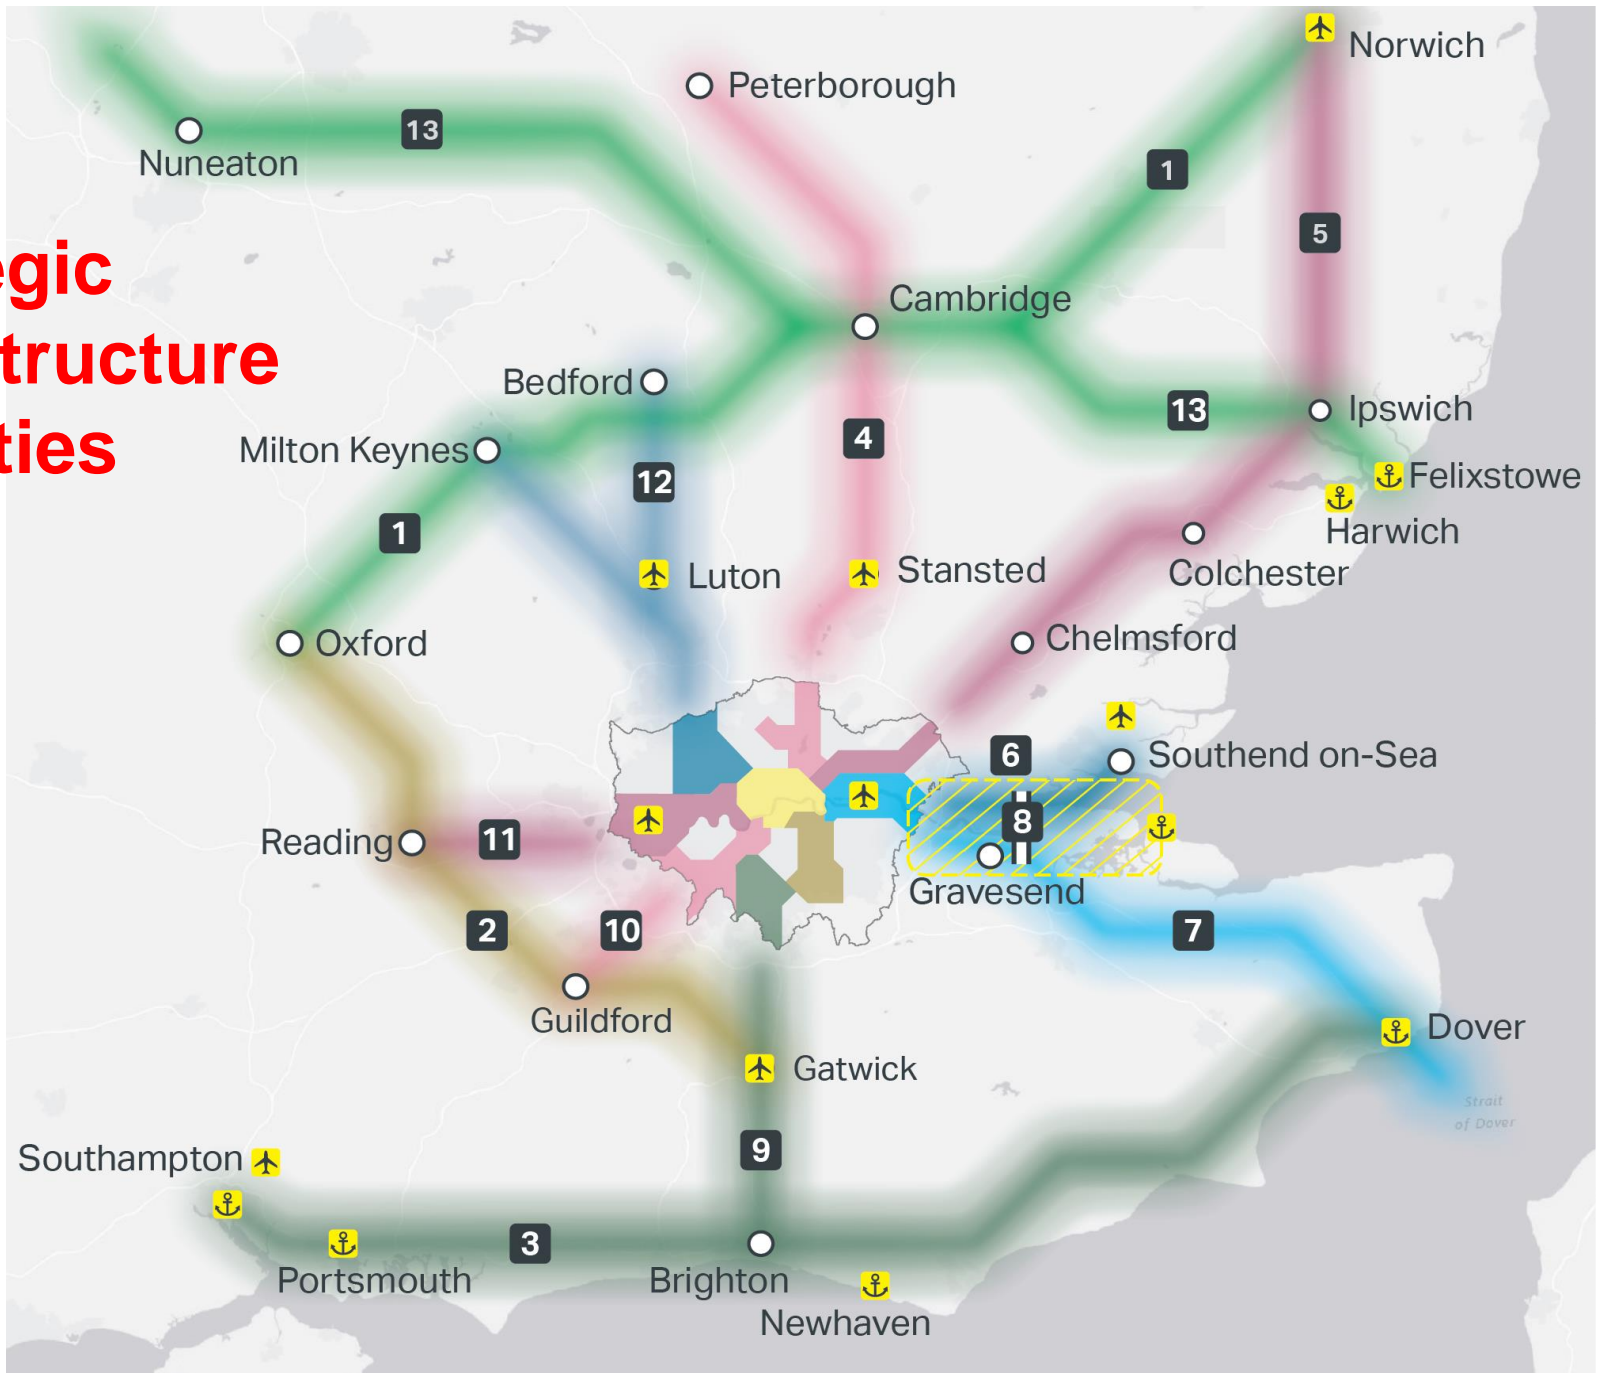 Norwich
Peterborough
13
Nuneaton
1
5
egic
Cambridge
tructure
Bedford
13
Ipswich
ties
Milton Keynes
4
12
Felixstowe
1
Harwich
Luton
Stansted
Colchester
Oxford
Chelmsford
6
Southend on-Sea
8
Reading
11
Gravesend
2
10
7
Guildford
Dover
Gatwick
Strait
of Dover
9
Southampton
3
Portsmouth
Brighton
Newhaven